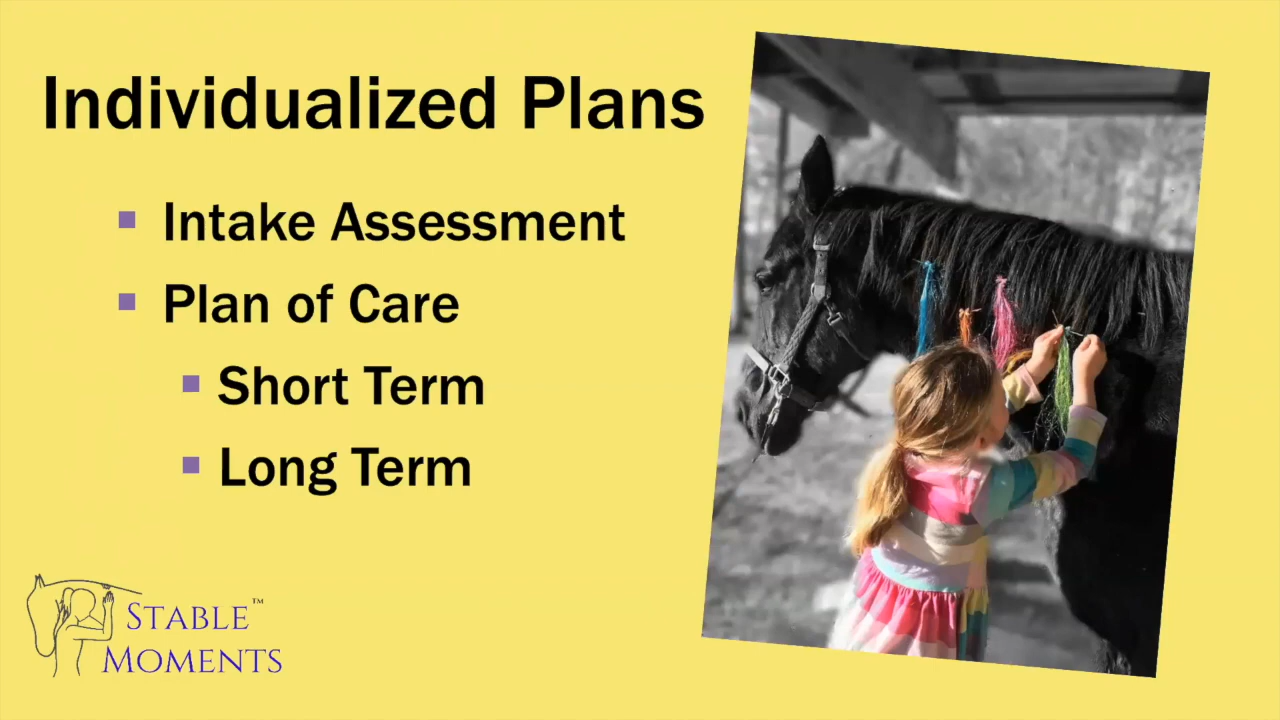 Individualized Plans
Intake Assessment
Plan of Care
Short Term
Long Term
STABLE™
MOMENTS